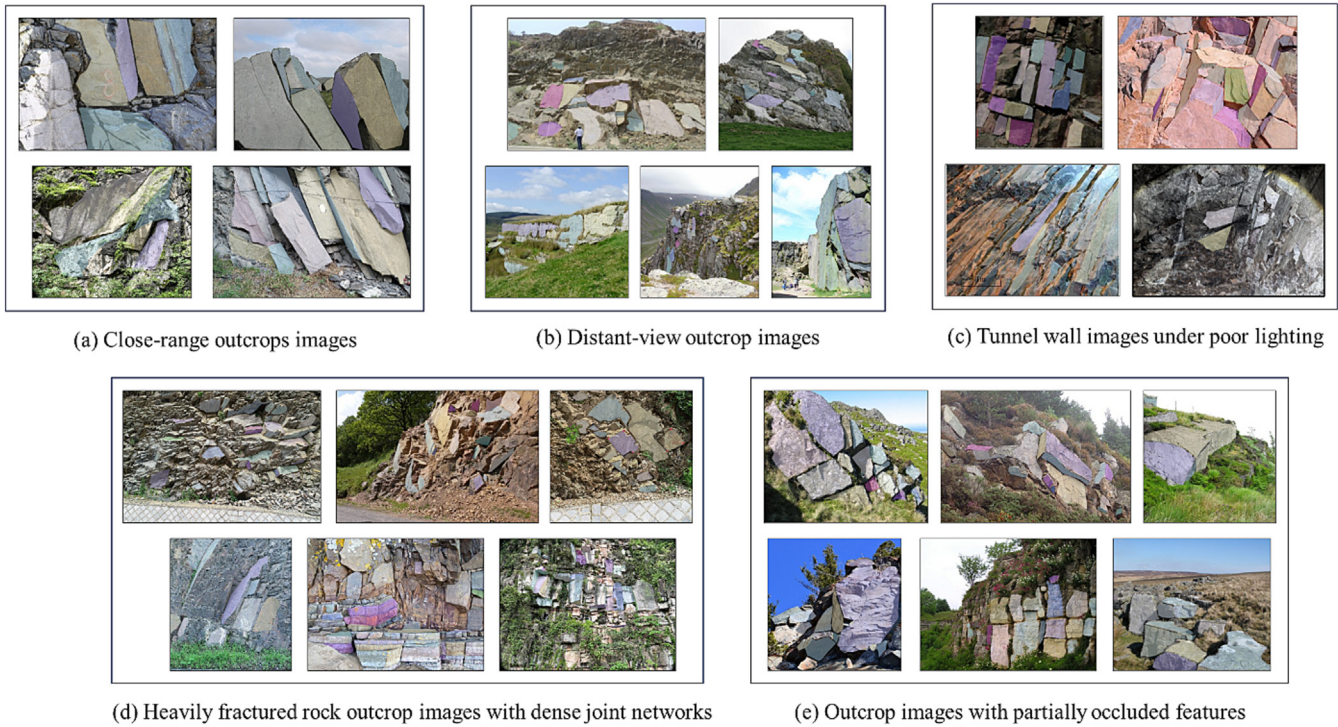 (a) Close-range outcrops images
(b) Distant-view outcrop images
(c) Tunnel wall images under poor lighting
(d) Heavily fractured rock outcrop images with dense joint networks
(e) Outcrop images with partially occluded features